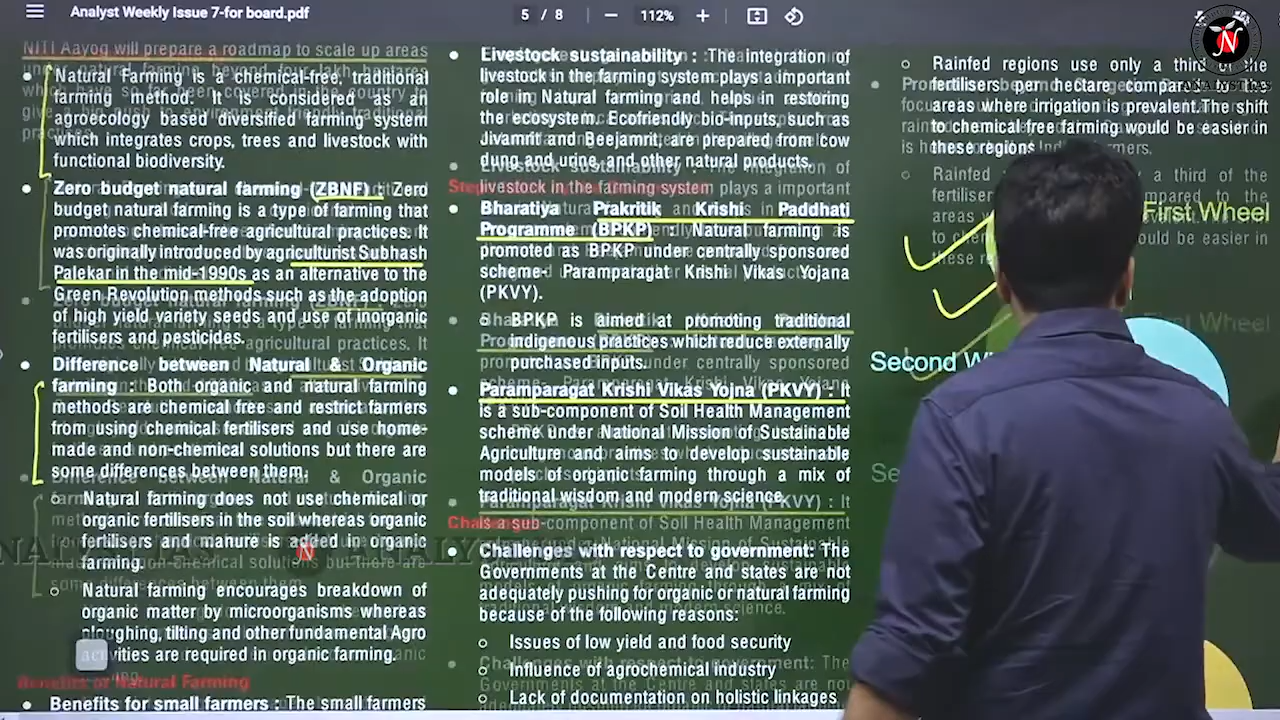 Analyst Weekly Issue 7-for board.pdf
5 / 8
112%
NITI Aayog will prepare a roadmap to scale up areas
Natural Farming is a chemical-free, traditional
farming method. It is considered as an
agroecology based diversified farming system
which integrates crops, trees and livestock with
functional biodiversity.
Zero budget natural farming (ZBNF) : Zero
budget natural farming is a type of farming that
promotes chemical-free agricultural practices. It
was originally introduced by agriculturist Subhash
Palekar in the mid-1990s as an alternative to the
Green Revolution methods such as the adoption
of high yield variety seeds and use of inorganic
fertilisers and pesticides.
Difference between Natural & Organic
farming : Both organic and natural farming
methods are chemical free and restrict farmers
from using chemical fertilisers and use home-
made and non-chemical solutions but there are
some differences between them.
Natural farming does not use chemical or
organic fertilisers in the soil whereas organic
fertilisers and manure is added in organic
farming.
Natural farming encourages breakdown of
organic matter by microorganisms whereas
ploughing, tilting and other fundamental Agro
activities are required in organic farming.
Benefits of Natural Farming
Benefits for small farmers : The small farmers
Livestock sustainability : The integration of
livestock in the farming system plays a important
role in Natural farming and helps in restoring
the ecosystem. Ecofriendly bio-inputs, such as
Jivamrit and Beejamrit, are prepared from cow
dung and urine, and other natural products.
Bharatiya Prakritik Krishi Paddhati
Programme (BPKP) : Natural farming is
promoted as BPKP under centrally sponsored
scheme- Paramparagat Krishi Vikas Yojana
(PKVY).
BPKP is aimed at promoting traditional
indigenous practices which reduce externally
purchased inputs.
Paramparagat Krishi Vikas Yojna (PKVY) : It
is a sub-component of Soil Health Management
scheme under National Mission of Sustainable
Agriculture and aims to develop sustainable
models of organic farming through a mix of
traditional wisdom and modern science.
Challenges
Challenges with respect to government: The
Governments at the Centre and states are not
adequately pushing for organic or natural farming
because of the following reasons:
Issues of low yield and food security
Influence of agrochemical industry
Lack of documentation on holistic linkages
Rainfed regions use only a third of the
fertilisers per hectare compared to the
areas where irrigation is prevalent. The shift
to chemical free farming would be easier in
these regions
First Wheel
Second